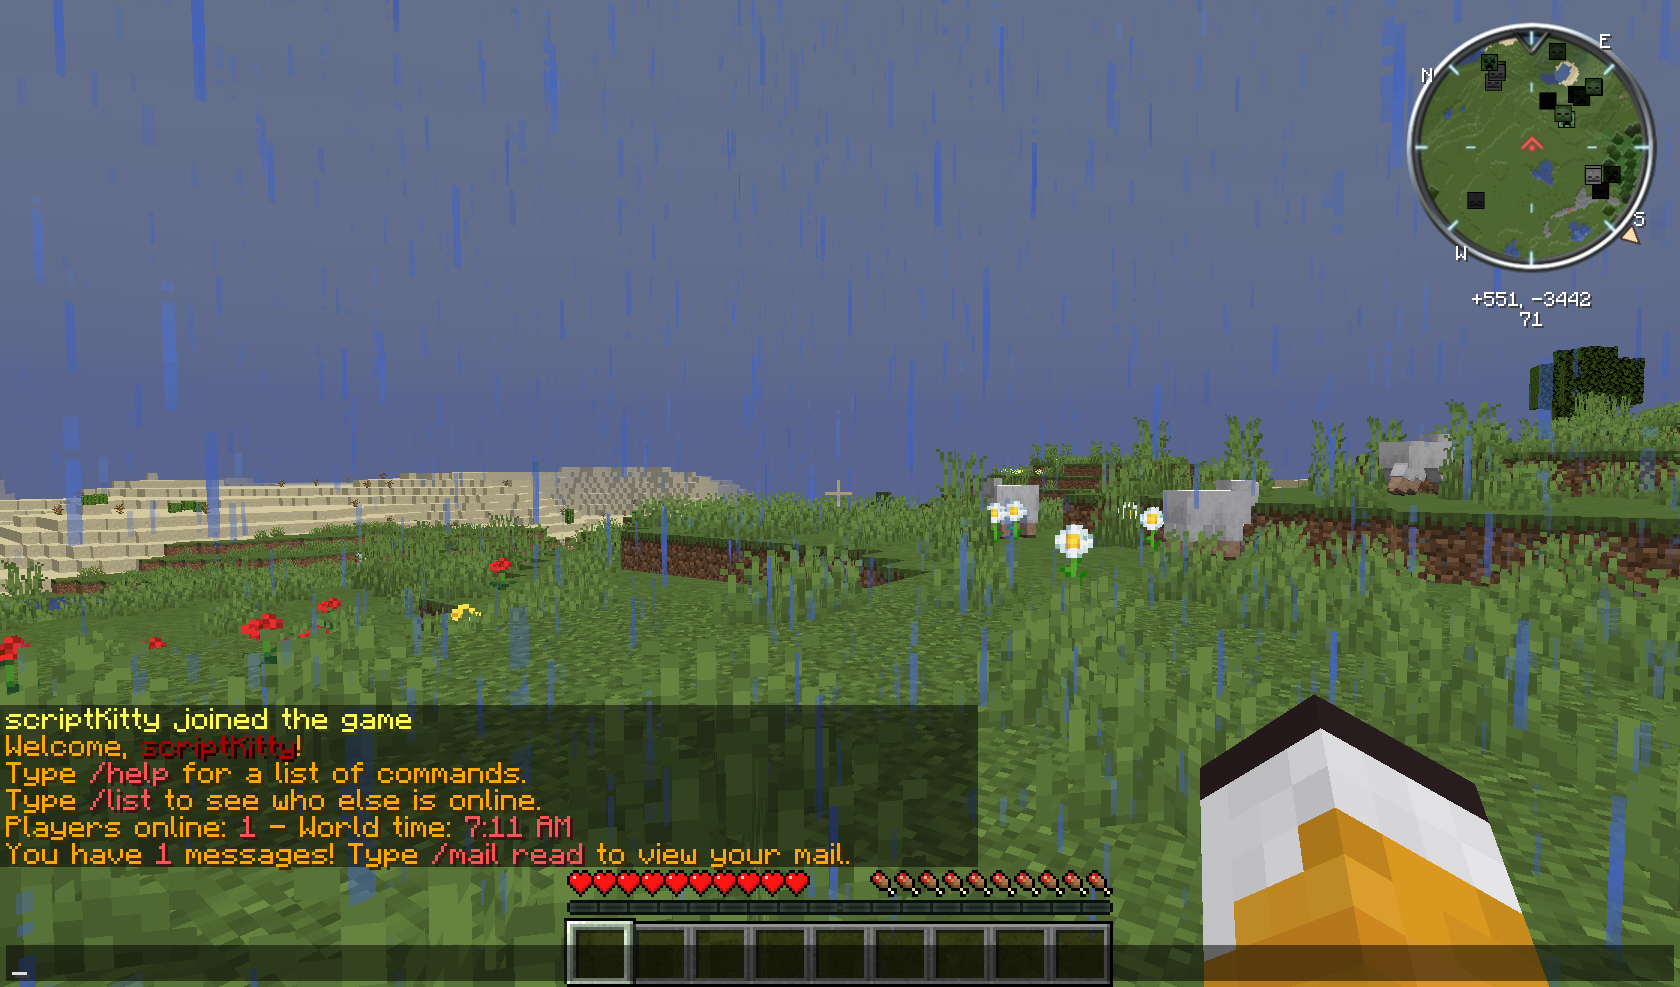 E
N
S
W
+551, -3442
71
scriptKitty joined the game
Welcome, scriptKitty!
Type /help for a list of commands.
Type /list to see who else is online.
Players online: 1 - World time: 7:11 AM
You have 1 messages! Type /mail read to view your mail.
_